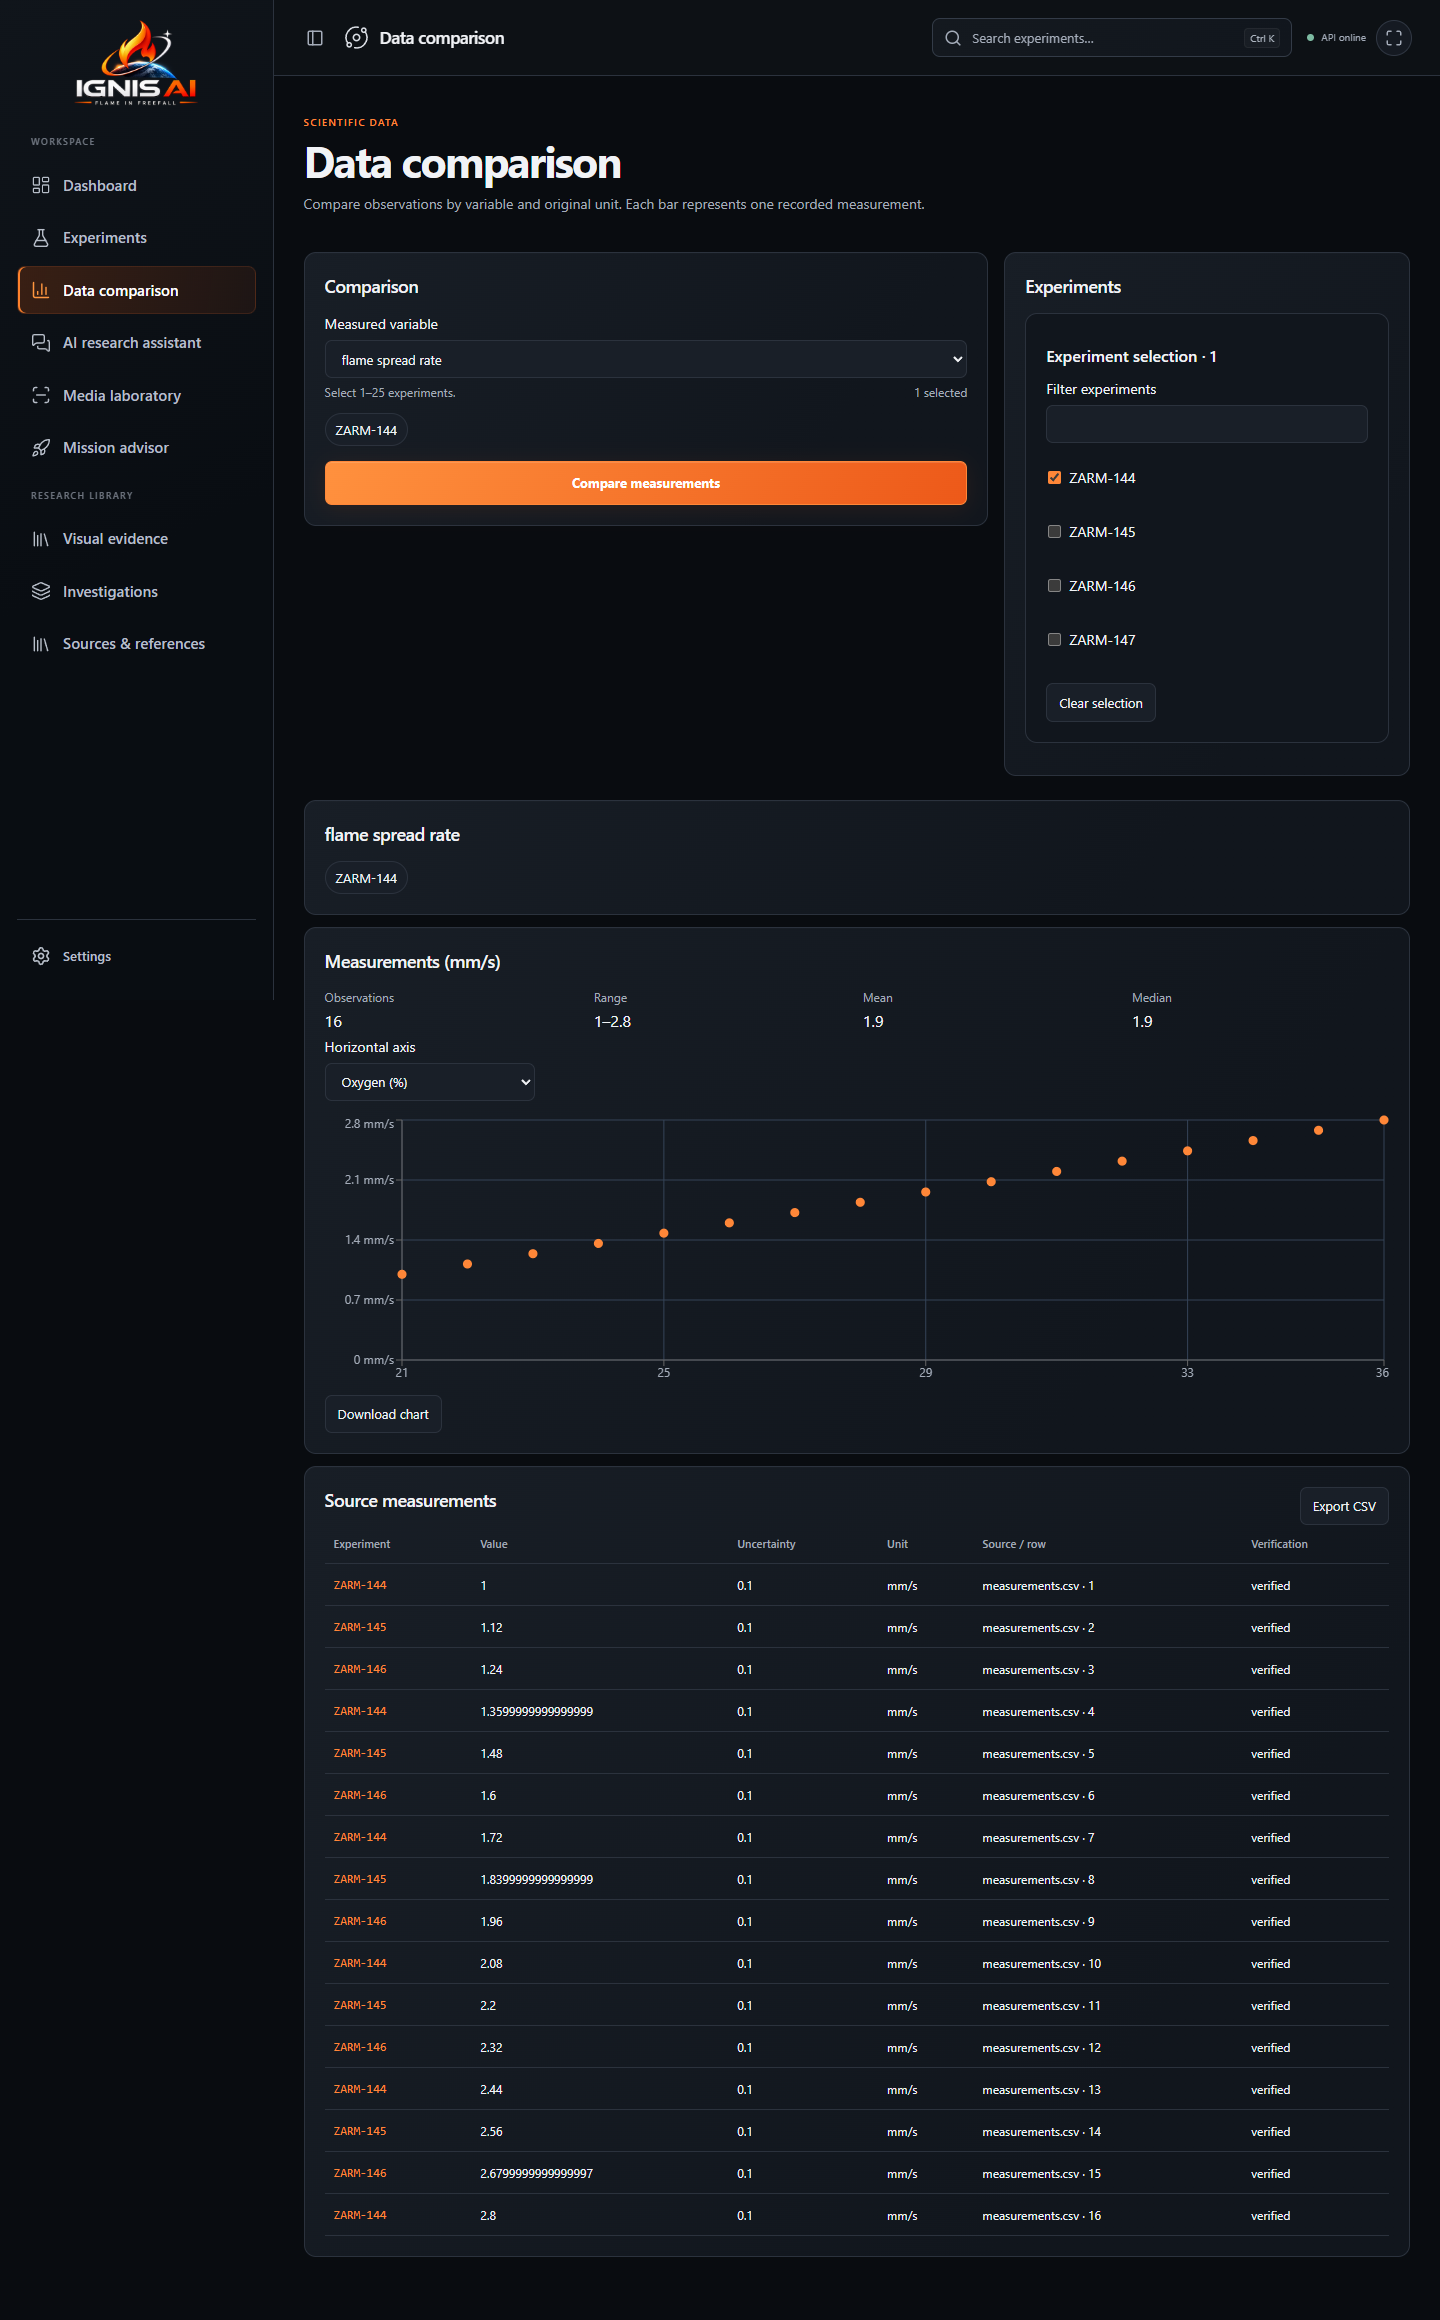 IGNIS AI
FLAME IN FREEFALL
WORKSPACE
Dashboard
Experiments
Data comparison
AI research assistant
Media laboratory
Mission advisor
RESEARCH LIBRARY
Visual evidence
Investigations
Sources & references
Settings
Data comparison
Search experiments... Ctrl K
API online
SCIENTIFIC DATA
Data comparison
Compare observations by variable and original unit. Each bar represents one recorded measurement.
Comparison
Measured variable
flame spread rate
Select 1–25 experiments. 1 selected
ZARM-144
Compare measurements
Experiments
Experiment selection · 1
Filter experiments
ZARM-144
ZARM-145
ZARM-146
ZARM-147
Clear selection
flame spread rate
ZARM-144
Measurements (mm/s)
Observations Range Mean Median
16 1–2.8 1.9 1.9
Horizontal axis
Oxygen (%)
2.8 mm/s
2.1 mm/s
1.4 mm/s
0.7 mm/s
0 mm/s
21 25 29 33 36
Download chart
Source measurements
Export CSV
Experiment Value Uncertainty Unit Source / row Verification
ZARM-144 1 0.1 mm/s measurements.csv · 1 verified
ZARM-145 1.12 0.1 mm/s measurements.csv · 2 verified
ZARM-146 1.24 0.1 mm/s measurements.csv · 3 verified
ZARM-144 1.3599999999999999 0.1 mm/s measurements.csv · 4 verified
ZARM-145 1.48 0.1 mm/s measurements.csv · 5 verified
ZARM-146 1.6 0.1 mm/s measurements.csv · 6 verified
ZARM-144 1.72 0.1 mm/s measurements.csv · 7 verified
ZARM-145 1.8399999999999999 0.1 mm/s measurements.csv · 8 verified
ZARM-146 1.96 0.1 mm/s measurements.csv · 9 verified
ZARM-144 2.08 0.1 mm/s measurements.csv · 10 verified
ZARM-145 2.2 0.1 mm/s measurements.csv · 11 verified
ZARM-146 2.32 0.1 mm/s measurements.csv · 12 verified
ZARM-144 2.44 0.1 mm/s measurements.csv · 13 verified
ZARM-145 2.56 0.1 mm/s measurements.csv · 14 verified
ZARM-146 2.6799999999999997 0.1 mm/s measurements.csv · 15 verified
ZARM-144 2.8 0.1 mm/s measurements.csv · 16 verified